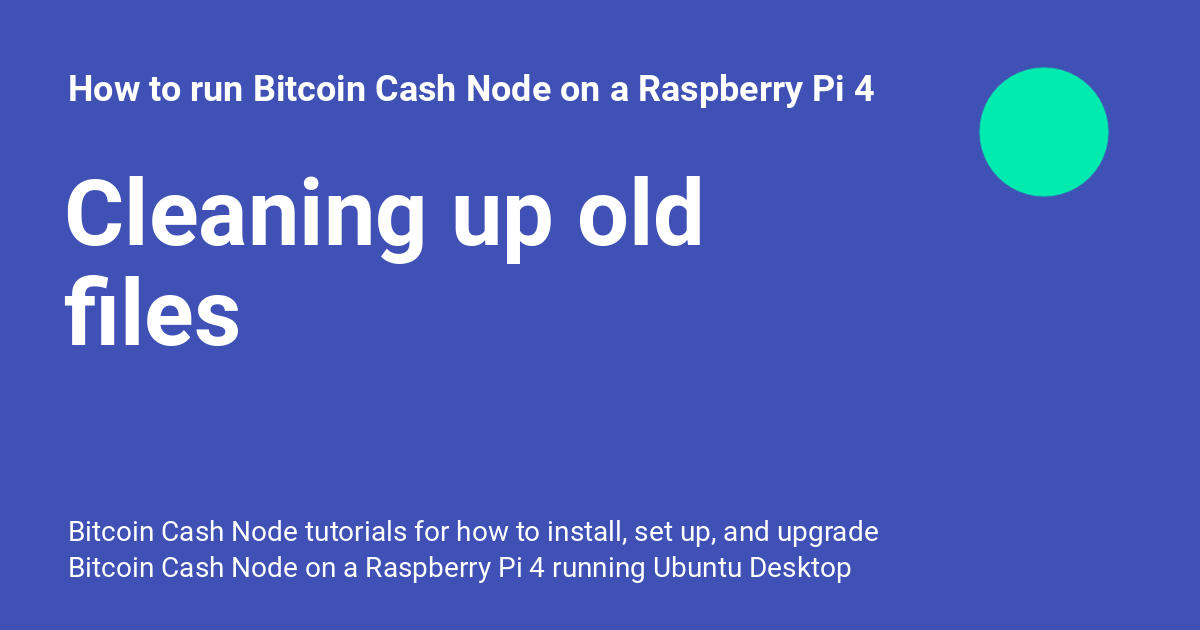 How to run Bitcoin Cash Node on a Raspberry Pi 4
Cleaning up old
files
Bitcoin Cash Node tutorials for how to install, set up, and upgrade
Bitcoin Cash Node on a Raspberry Pi 4 running Ubuntu Desktop